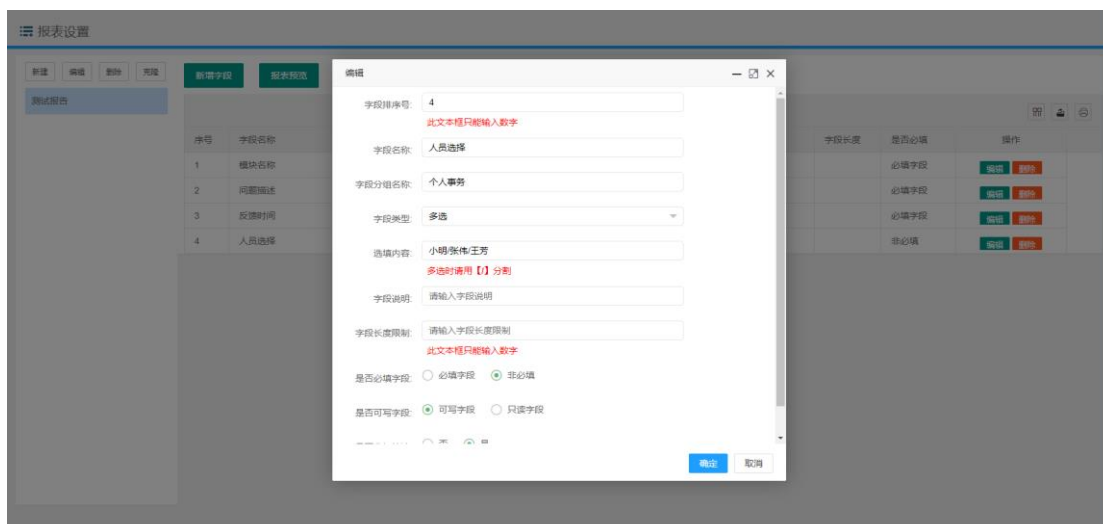 报表设置
新建 编辑 删除 克隆
新增字段 报表预览
测试报告
序号 字段名称 字段长度 是否必填 操作
1 模块名称 必填字段 编辑 删除
2 问题描述 必填字段 编辑 删除
3 反馈时间 必填字段 编辑 删除
4 人员选择 非必填 编辑 删除
编辑
字段排序号: 4
此文本框只能输入数字
字段名称: 人员选择
字段分组名称: 个人事务
字段类型: 多选
选填内容: 小明/张伟/王芳
多选时请用【/】分割
字段说明: 请输入字段说明
字段长度限制: 请输入字段长度限制
此文本框只能输入数字
是否必填字段: 必填字段 非必填
是否可写字段: 可写字段 只读字段
否 是
确定 取消